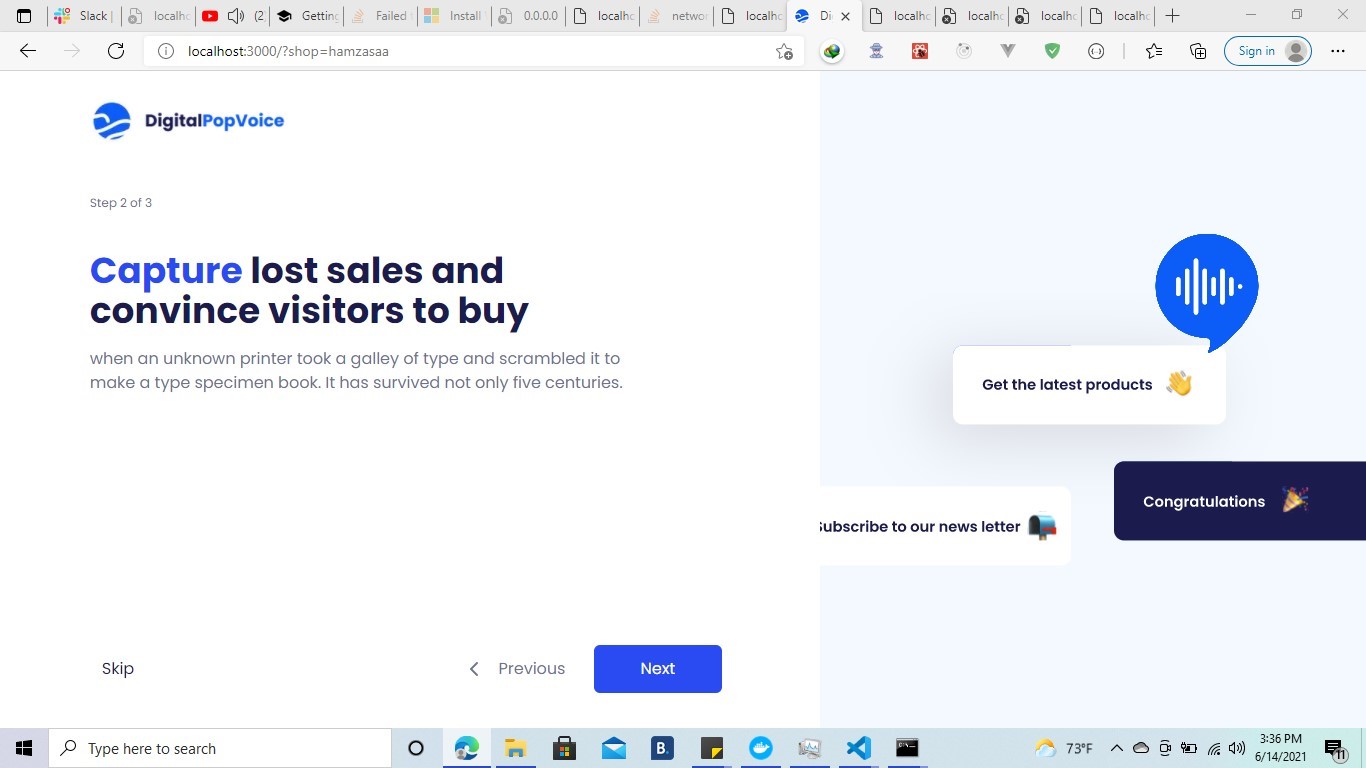 Slack |
localhc
(2
Getting
Failed
Install
0.0.0.0
localhc
networ
localhc
Di
localhc
localhc
localhc
localhc
localhost:3000/?shop=hamzasaa
Sign in
DigitalPopVoice
Step 2 of 3
Capture lost sales and
convince visitors to buy
when an unknown printer took a galley of type and scrambled it to
make a type specimen book. It has survived not only five centuries.
Get the latest products
Congratulations
Subscribe to our news letter
Skip
Previous
Next
Type here to search
B.
73°F
3:36 PM
6/14/2021
11